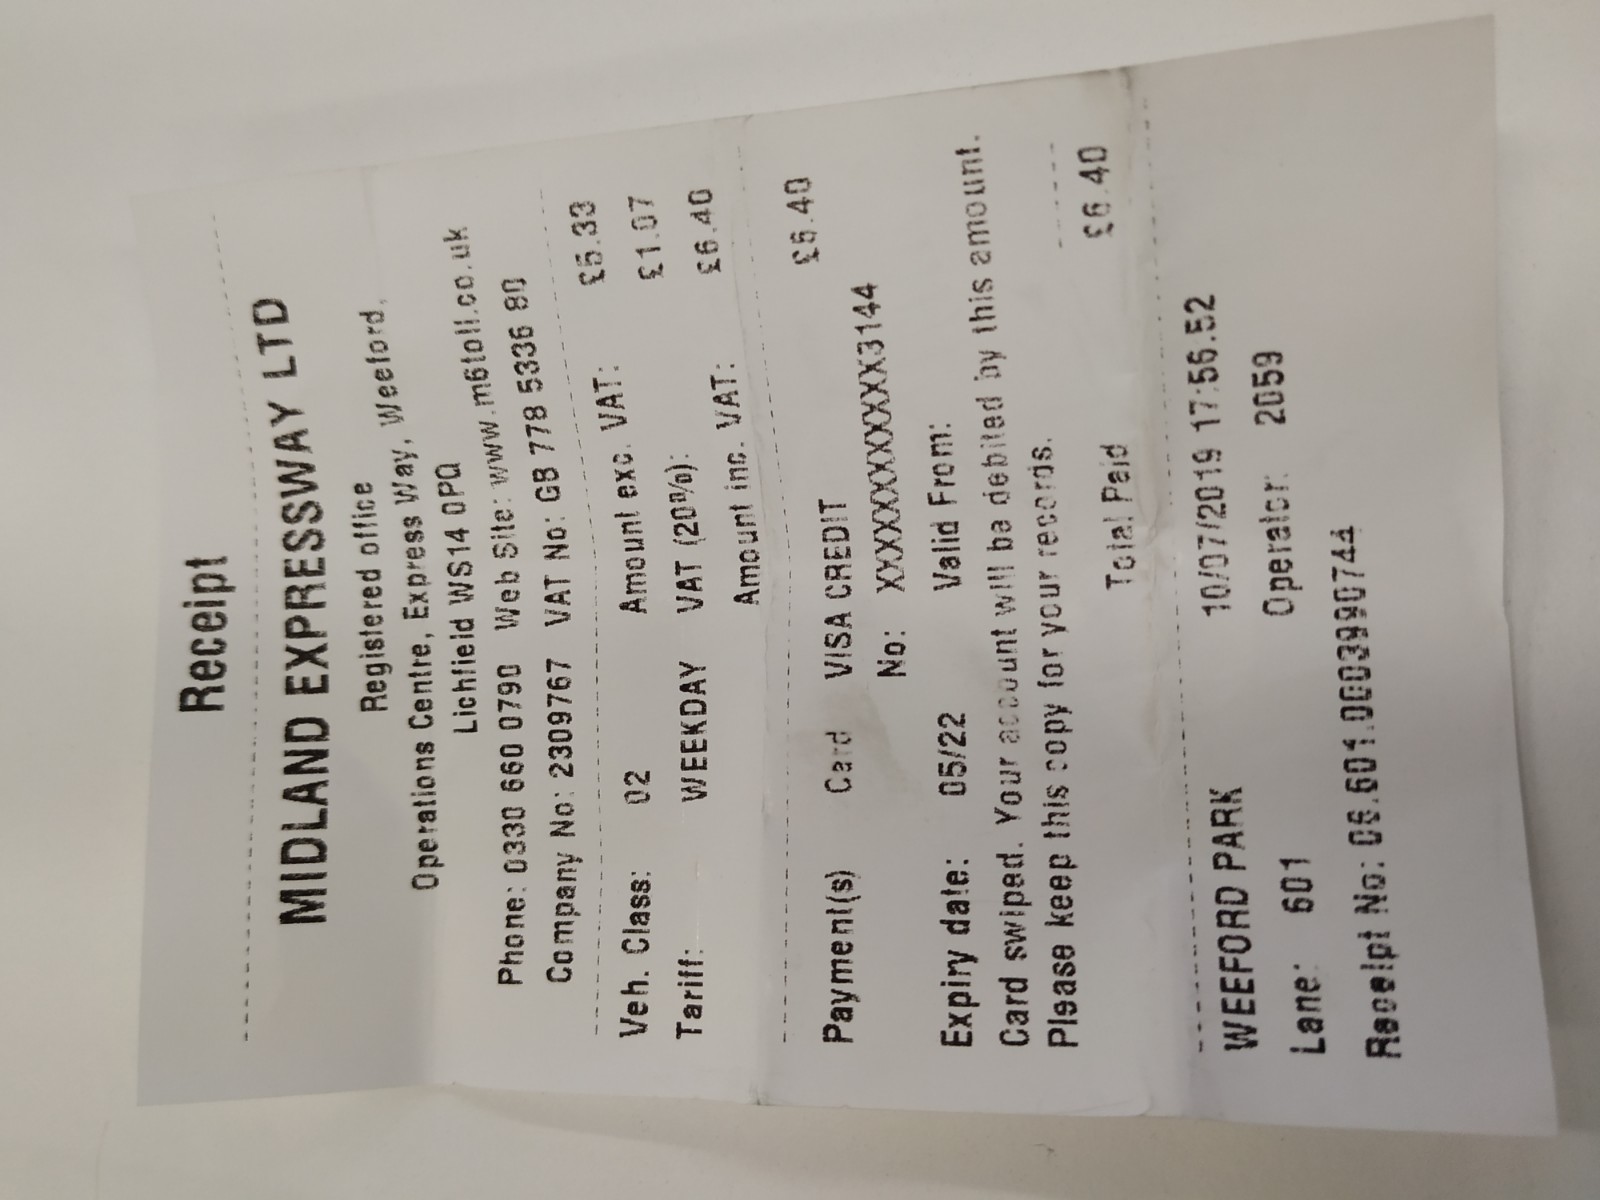 Receipt
MIDLAND EXPRESSWAY LTD
Registered office
Operations Centre, Express Way, Weeford,
Lichfield WS14 0PQ
Phone: 0330 660 0790 Web Site: www.m6toll.co.uk
Company No: 2309767 VAT No: GB 778 5336 80
Veh. Class: 02 Amount exc. VAT: £5.33
Tariff: WEEKDAY VAT (20%): £1.07
Amount inc. VAT: £6.40
Payment(s) Card VISA CREDIT £6.40
No: XXXXXXXXXXXX3144
Expiry date: 05/22 Valid From:
Card swiped. Your account will be debited by this amount.
Please keep this copy for your records.
Total Paid £6.40
WEEFORD PARK 10/07/2019 17:56:52
Lane: 601 Operator: 2059
Receipt No: 06.601.0003990744